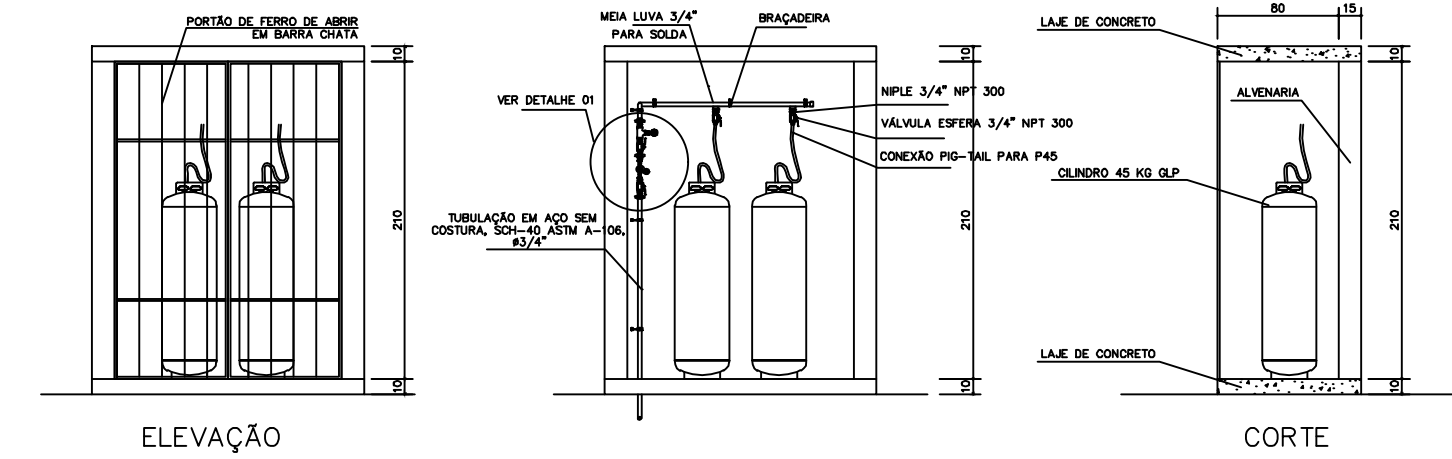 PORTÃO DE FERRO DE ABRIR
EM BARRA CHATA
10
210
10
ELEVAÇÃO
MEIA LUVA 3/4"
PARA SOLDA
BRAÇADEIRA
VER DETALHE 01
NIPLE 3/4" NPT 300
VÁLVULA ESFERA 3/4" NPT 300
CONEXÃO PIG-TAIL PARA P45
TUBULAÇÃO EM AÇO SEM
COSTURA, SCH-40 ASTM A-106,
ø3/4"
10
210
10
80
15
LAJE DE CONCRETO
ALVENARIA
CILINDRO 45 KG GLP
LAJE DE CONCRETO
10
210
10
CORTE